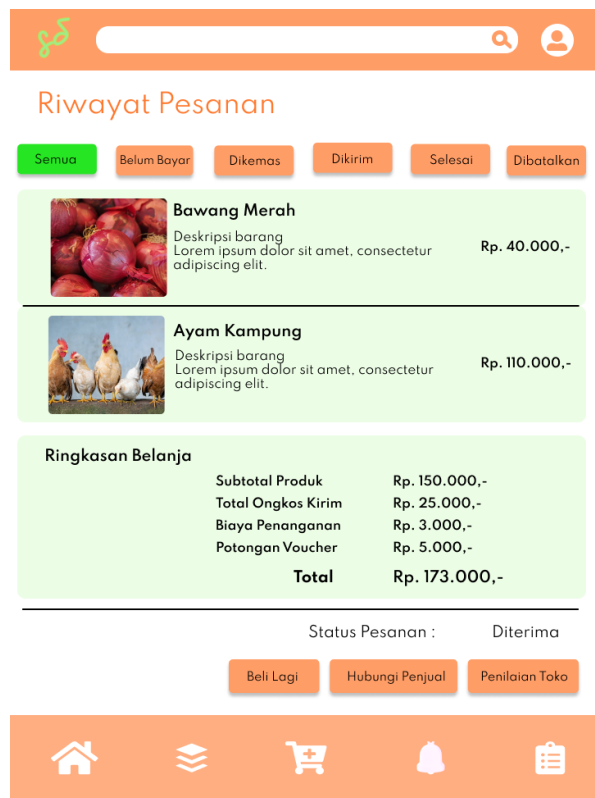 Riwayat Pesanan
Semua
Belum Bayar
Dikemas
Dikirim
Selesai
Dibatalkan
Bawang Merah
Deskripsi barang
Lorem ipsum dolor sit amet, consectetur
adipiscing elit.
Rp. 40.000,-
Ayam Kampung
Deskripsi barang
Lorem ipsum dolor sit amet, consectetur
adipiscing elit.
Rp. 110.000,-
Ringkasan Belanja
Subtotal Produk Rp. 150.000,-
Total Ongkos Kirim Rp. 25.000,-
Biaya Penanganan Rp. 3.000,-
Potongan Voucher Rp. 5.000,-
Total Rp. 173.000,-
Status Pesanan : Diterima
Beli Lagi
Hubungi Penjual
Penilaian Toko